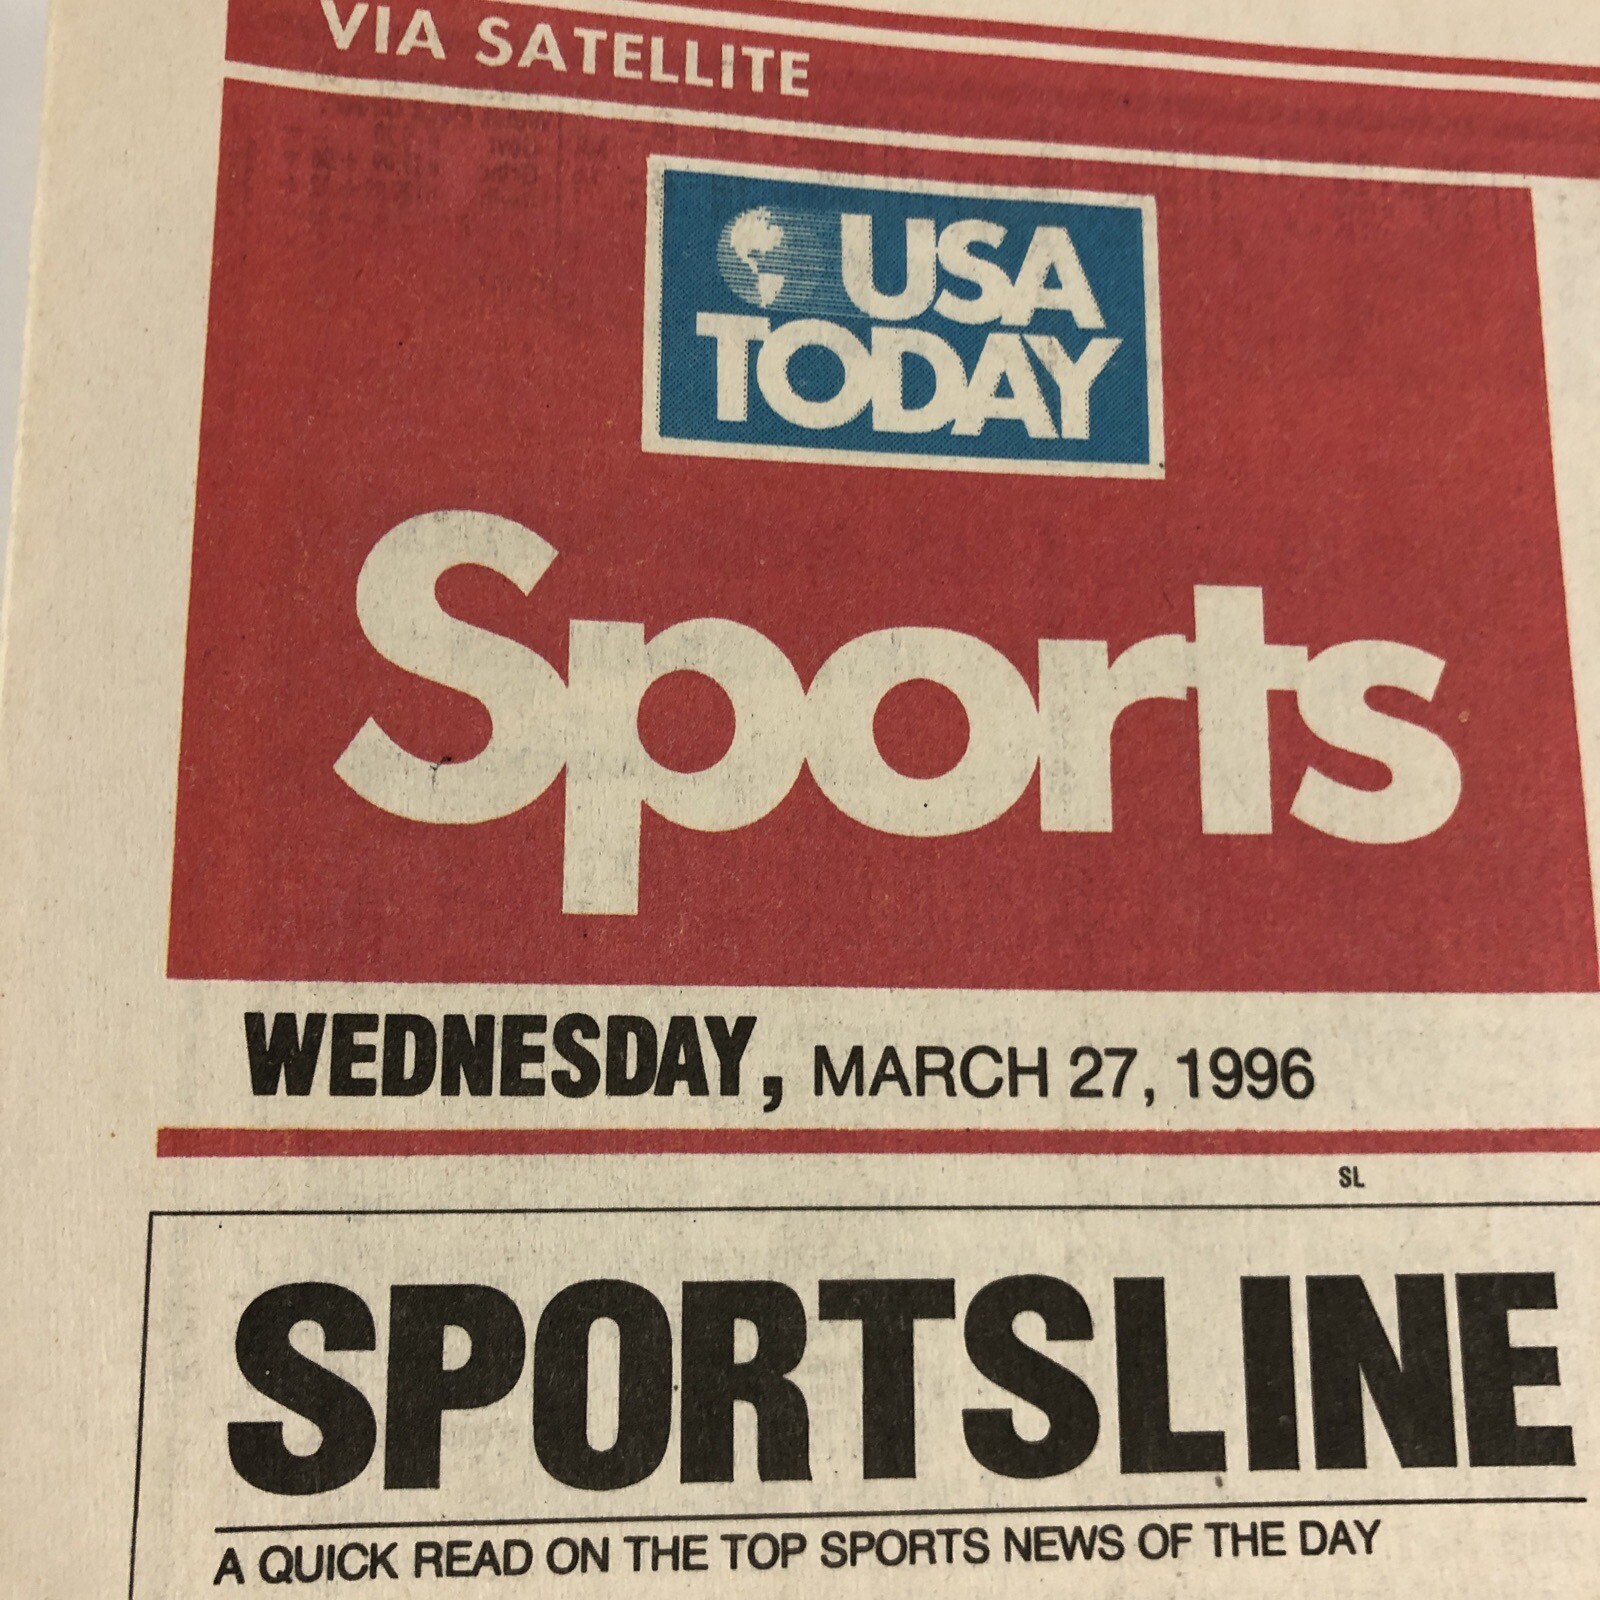 VIA SATELLITE
USA
TODAY
Sports
WEDNESDAY, MARCH 27, 1996
SL
SPORTSLINE
A QUICK READ ON THE TOP SPORTS NEWS OF THE DAY